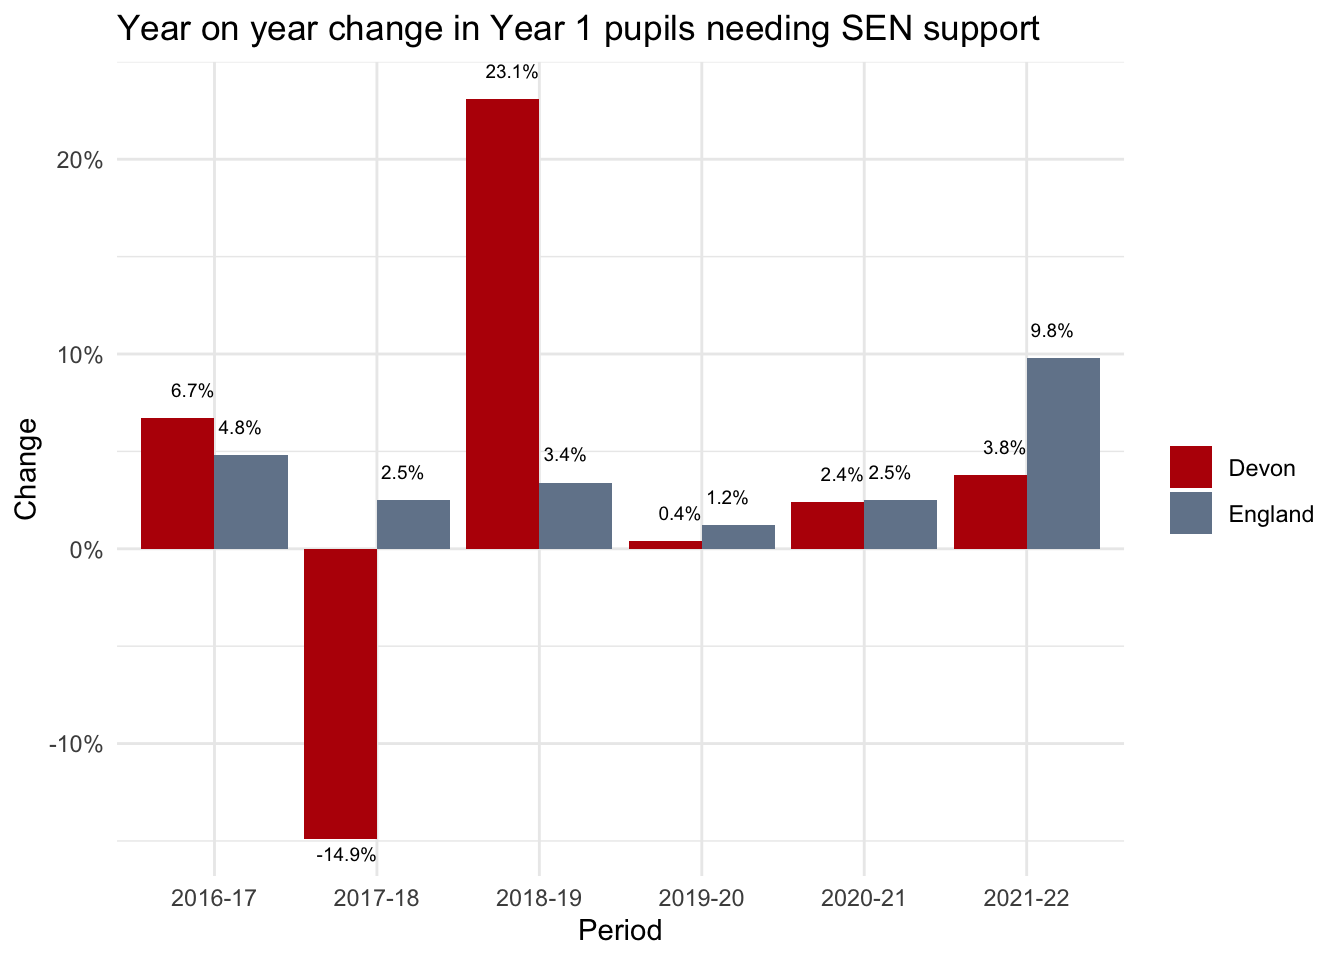 Year on year change in Year 1 pupils needing SEN support
23.1%
20%
9.8%
10%
6.7%
4.8%
3.8%
3.4%
2.5%
2.4%
2.5%
1.2%
0.4%
Change
Devon
England
0%
-10%
-14.9%
2016-17 2017-18 2018-19 2019-20 2020-21 2021-22
Period